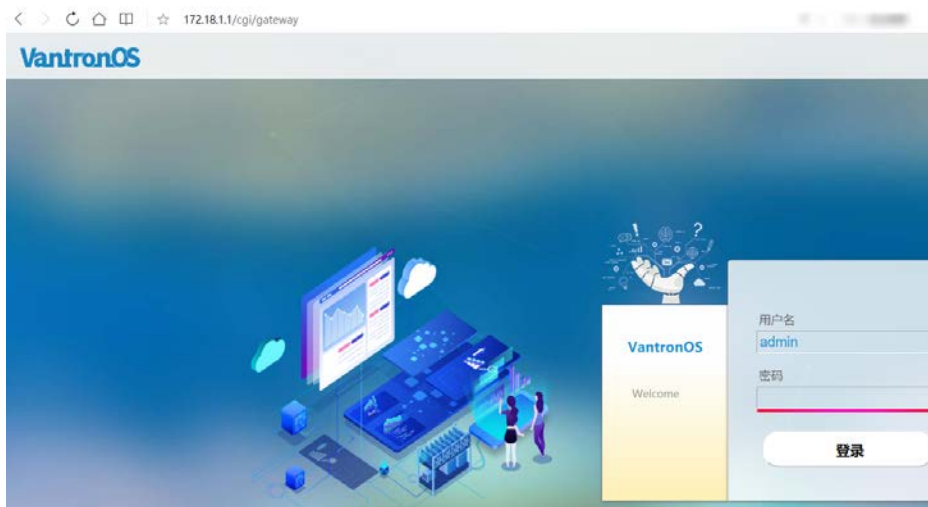 172.18.1.1/cgi/gateway
VantronOS
用户名
admin
VantronOS
密码
Welcome
登录